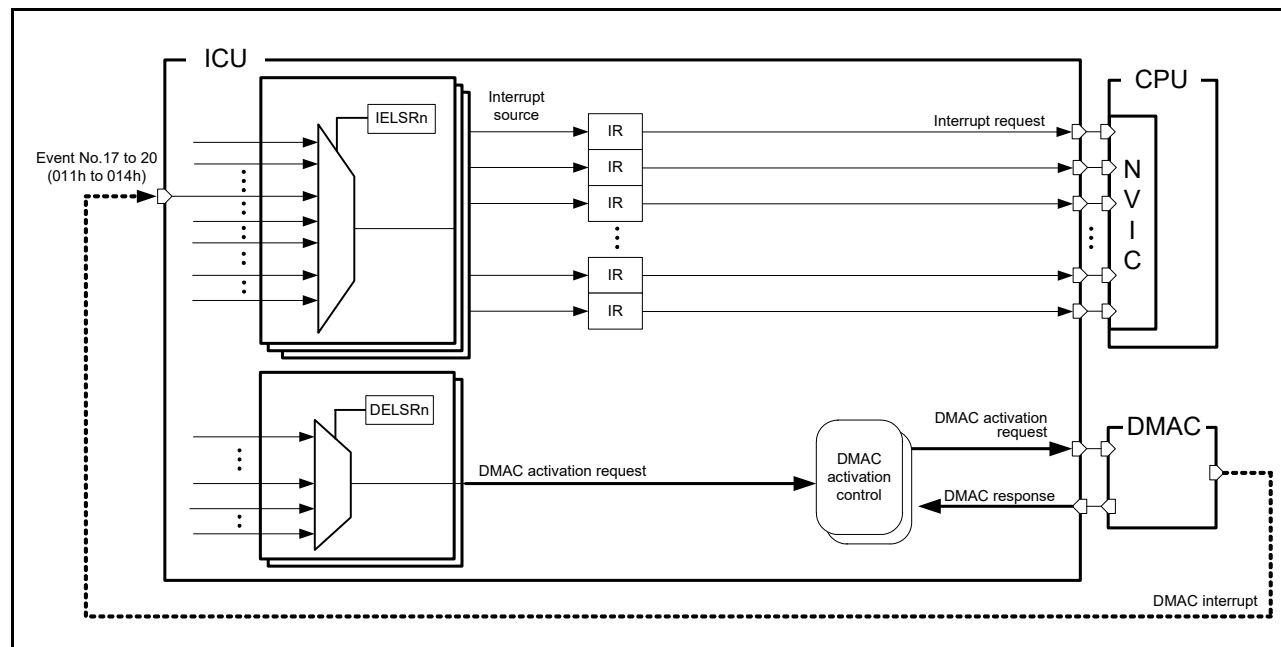 ICU
CPU
IELSRn
Interrupt
source
IR
Interrupt request
IR
IR
IR
IR
N
V
I
C
Event No.17 to 20
(011h to 014h)
DELSRn
DMAC activation request
DMAC
activation
control
DMAC activation
request
DMAC response
DMAC
DMAC interrupt